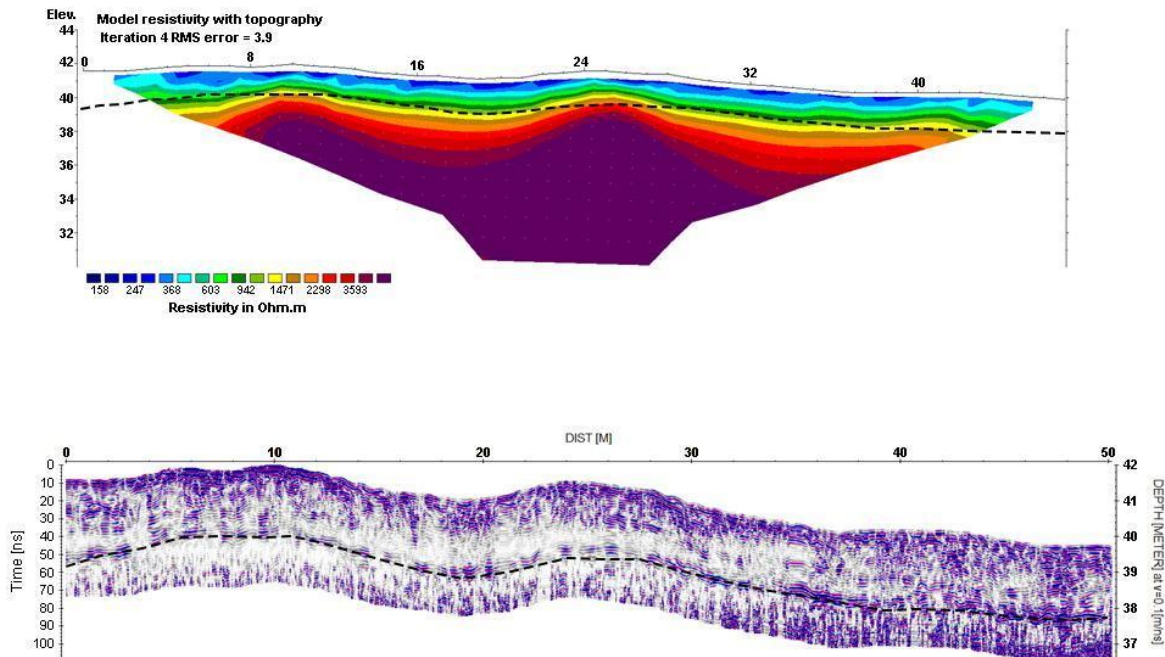 Elev. Model resistivity with topography
44 Iteration 4 RMS error = 3.9
42 0 8 16 24 32 40
40
38
36
34
32
158 247 368 603 942 1471 2298 3593
Resistivity in Ohm.m
DIST [M]
0 10 20 30 40 50
Time [ns]
0
10
20
30
40
50
60
70
80
90
100
42
41
40
39
38
37
DEPTH [METER] at v=0.1[m/ns]